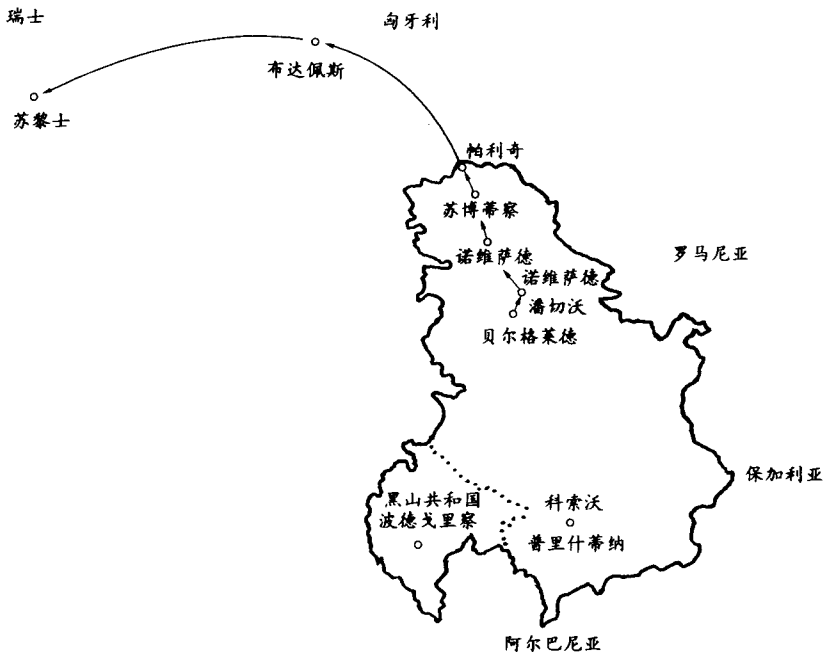 瑞士
匈牙利
布达佩斯
苏黎士
帕利奇
苏博蒂察
诺维萨德
罗马尼亚
诺维萨德
潘切沃
贝尔格莱德
保加利亚
黑山共和国
波德戈里察
科索沃
普里什蒂纳
阿尔巴尼亚